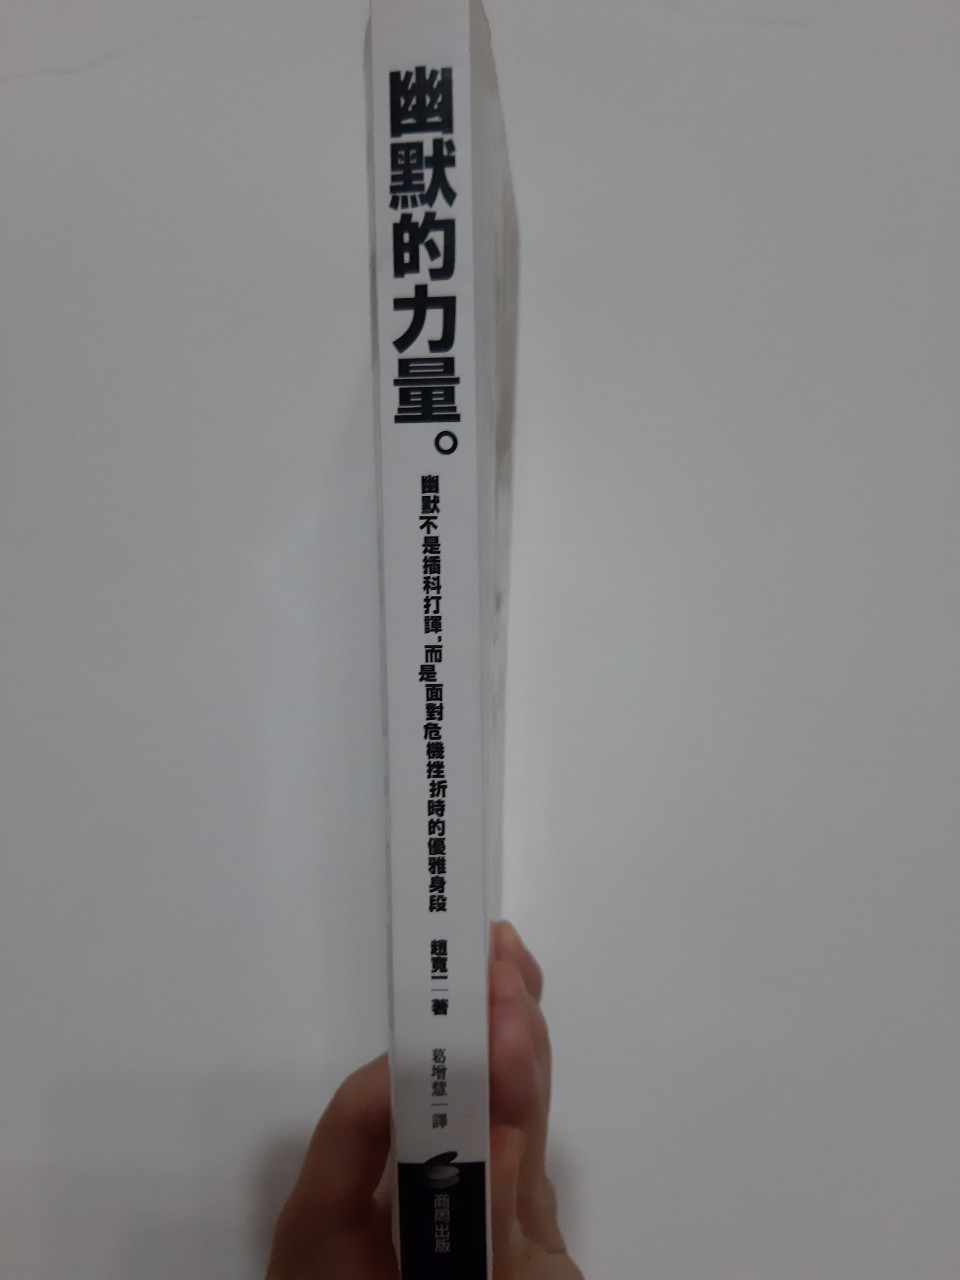 幽默的力量。
幽默不是插科打諢，而是面對危機挫折時的優雅身段
趙寬一｜著
葛增慧｜譯
商周出版